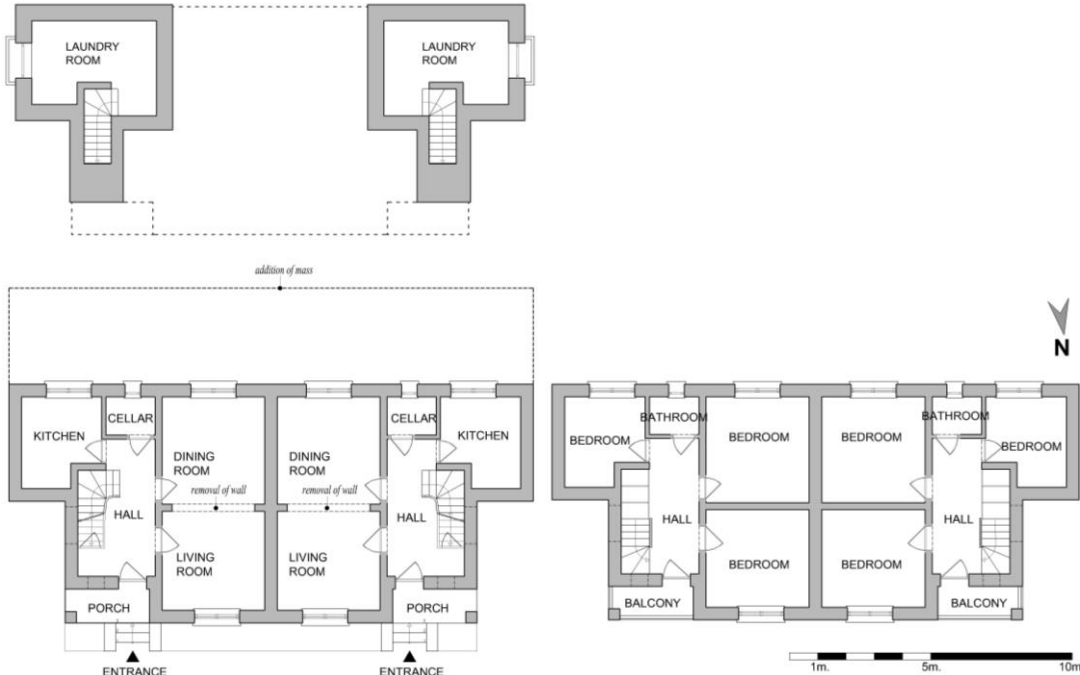 LAUNDRY
ROOM
LAUNDRY
ROOM
addition of mass
KITCHEN
CELLAR
DINING
ROOM
removal of wall
HALL
LIVING
ROOM
PORCH
ENTRANCE
DINING
ROOM
removal of wall
LIVING
ROOM
CELLAR
KITCHEN
HALL
PORCH
ENTRANCE
N
BEDROOM
BATHROOM
BEDROOM
HALL
BEDROOM
BALCONY
BEDROOM
BATHROOM
BEDROOM
HALL
BEDROOM
BALCONY
1m.
5m.
10m